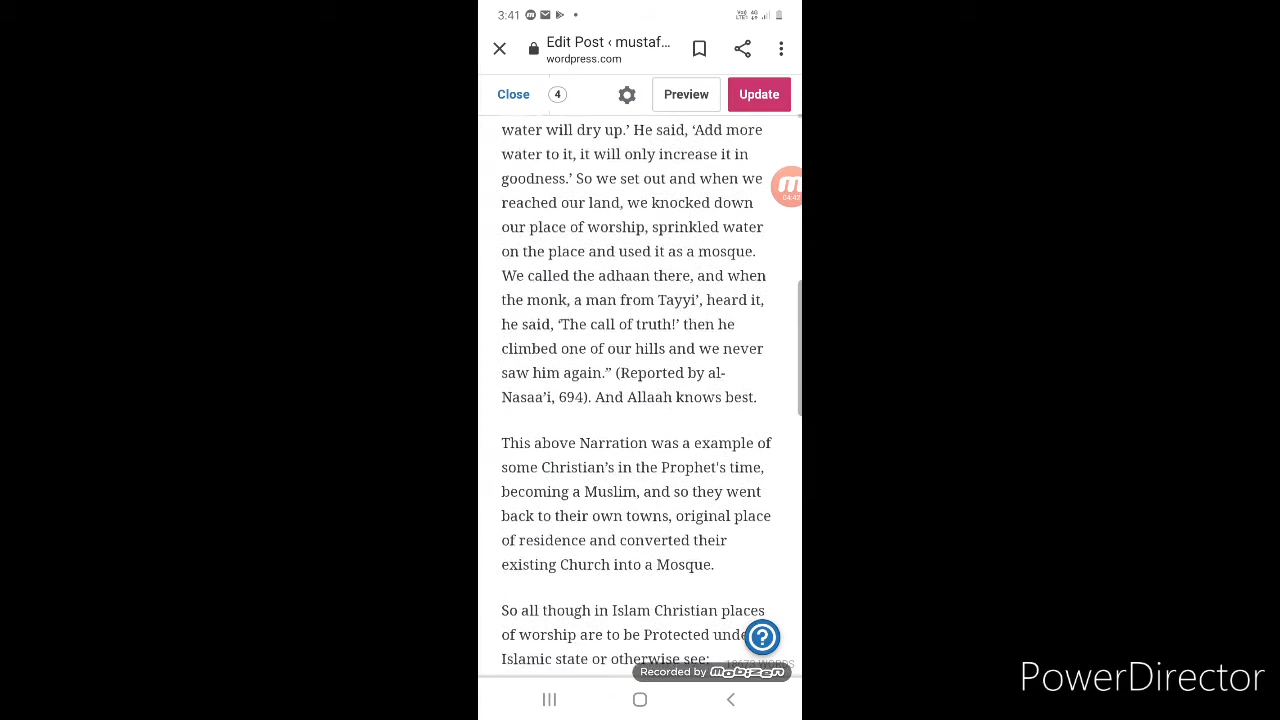 3:41
Edit Post ‹ mustaf...
wordpress.com
Close 4 Preview Update
water will dry up.’ He said, ‘Add more
water to it, it will only increase it in
goodness.’ So we set out and when we
reached our land, we knocked down
our place of worship, sprinkled water
on the place and used it as a mosque.
We called the adhaan there, and when
the monk, a man from Tayyi’, heard it,
he said, ‘The call of truth!’ then he
climbed one of our hills and we never
saw him again.” (Reported by al-
Nasaa’i, 694). And Allaah knows best.
This above Narration was a example of
some Christian’s in the Prophet's time,
becoming a Muslim, and so they went
back to their own towns, original place
of residence and converted their
existing Church into a Mosque.
So all though in Islam Christian places
of worship are to be Protected unde
Islamic state or otherwise see:
WORDS
Recorded by mobizen
04:42
PowerDirector